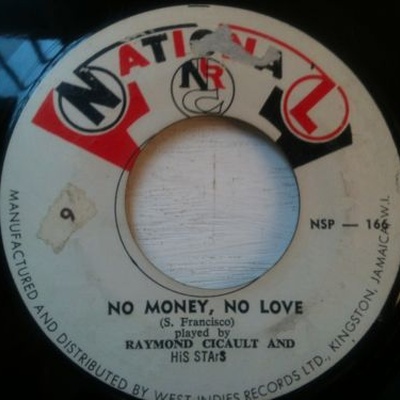 NATIONAL
NR
9
NSP — 166
NO MONEY, NO LOVE
(S. Francisco)
played by
RAYMOND CICAULT AND
HiS STArS
MANUFACTURED AND DISTRIBUTED BY WEST INDIES RECORDS LTD., KINGSTON, JAMAICA, W.I.